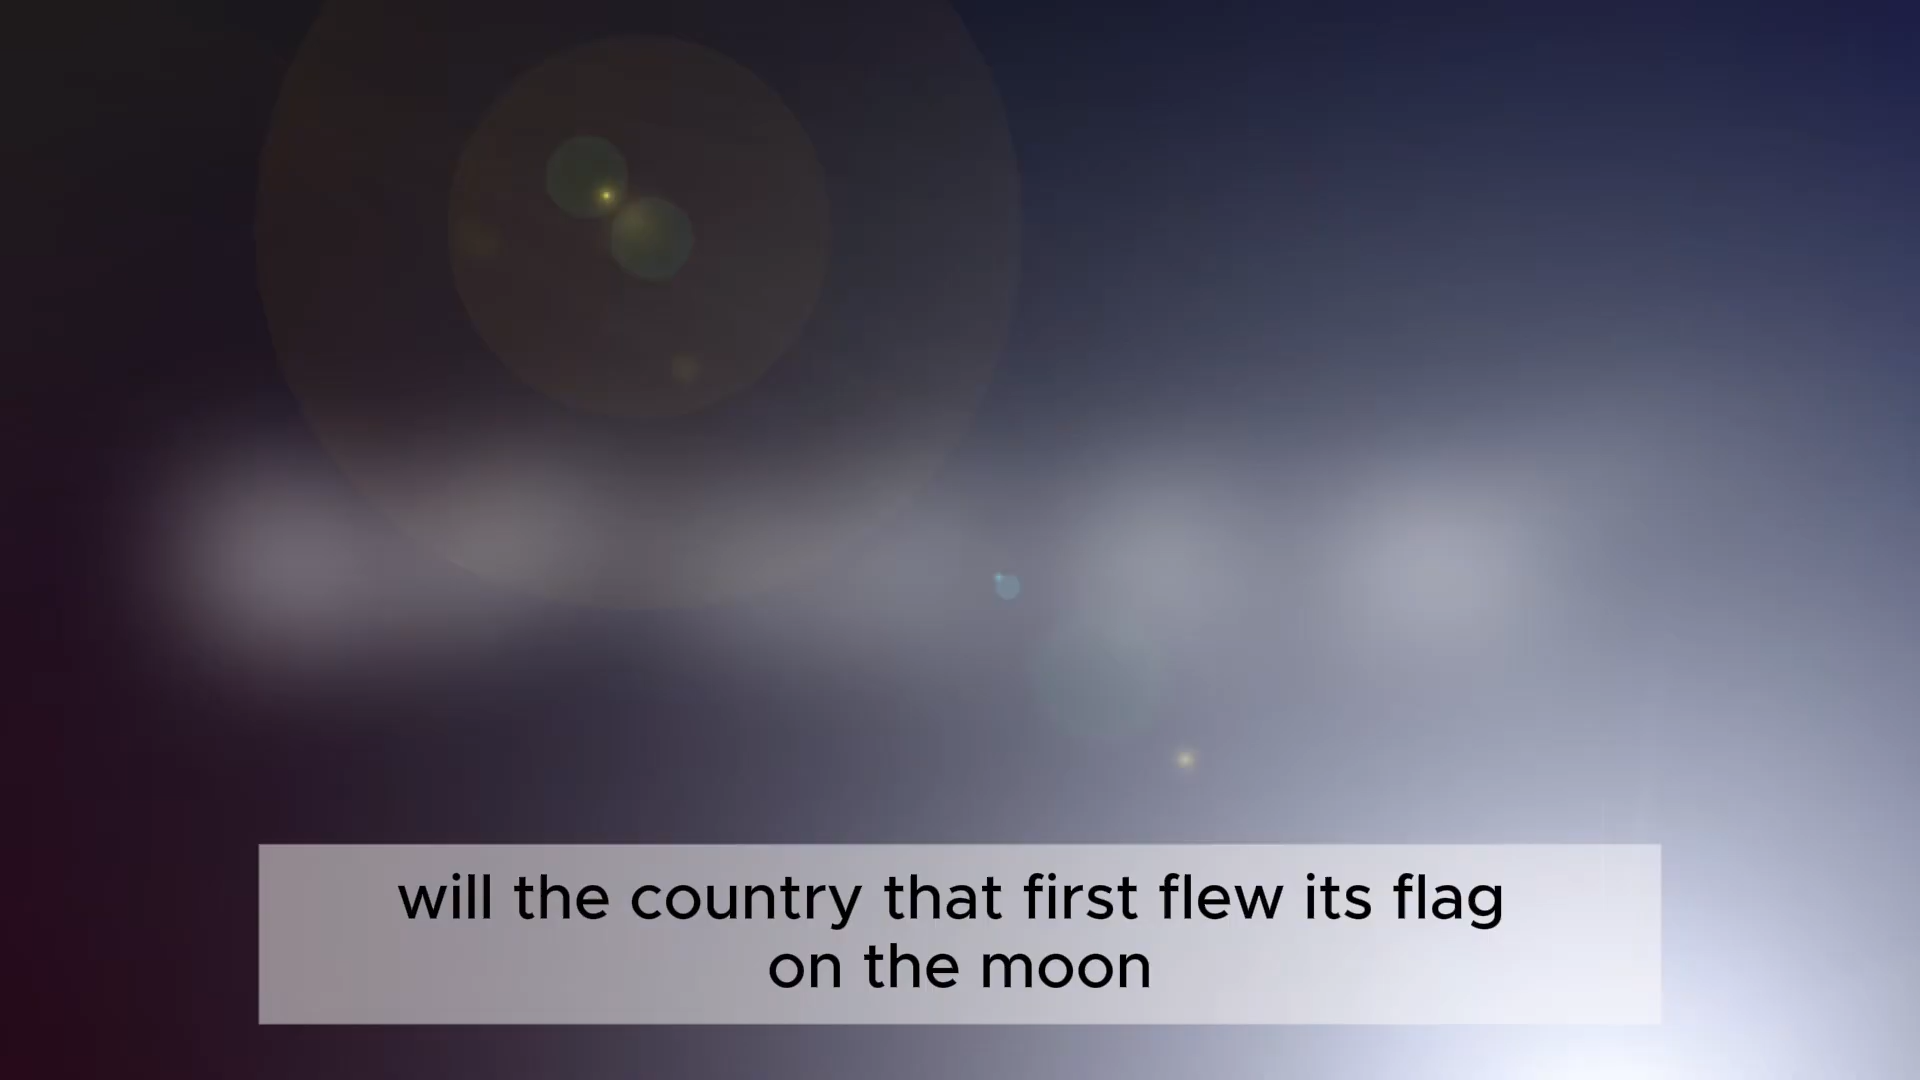 will the country that first flew its flag
on the moon